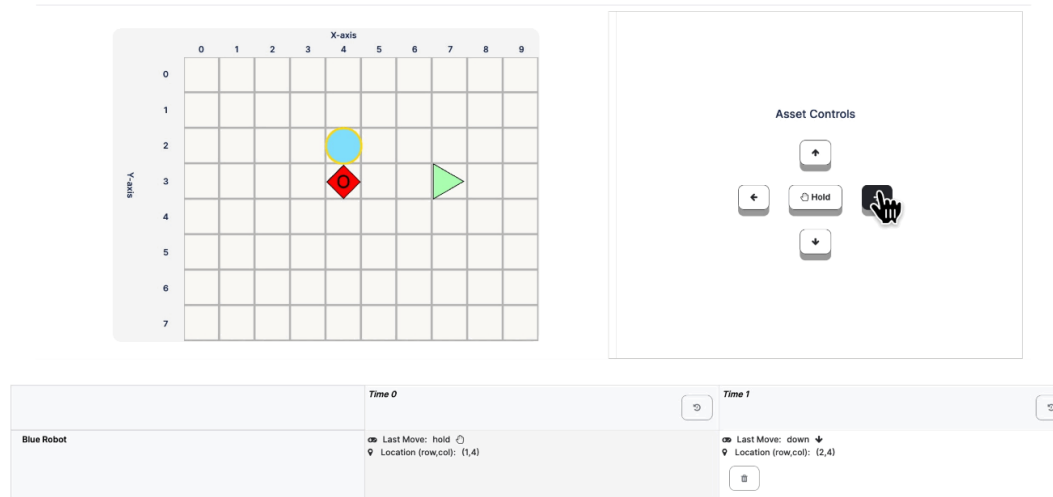 X-axis
0 1 2 3 4 5 6 7 8 9
Y-axis
0
1
2
3
O
4
5
6
7
Asset Controls
Hold
Time 0
Time 1
Blue Robot
Last Move: hold
Location (row,col): (1,4)
Last Move: down
Location (row,col): (2,4)